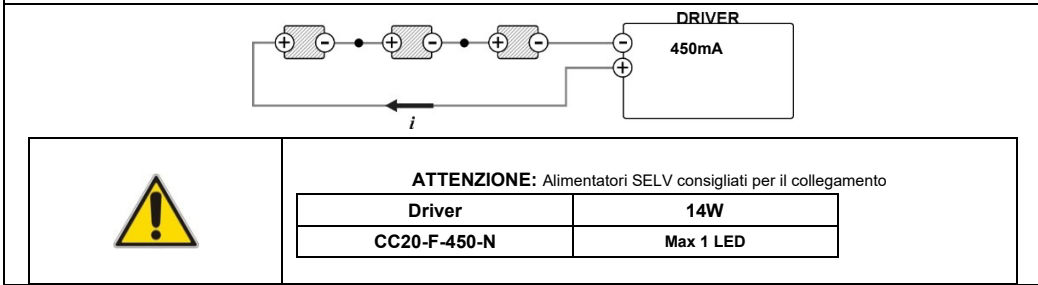 DRIVER
+ - + - + - - 450mA
+
i
ATTENZIONE: Alimentatori SELV consigliati per il collegamento
Driver 14W
CC20-F-450-N Max 1 LED